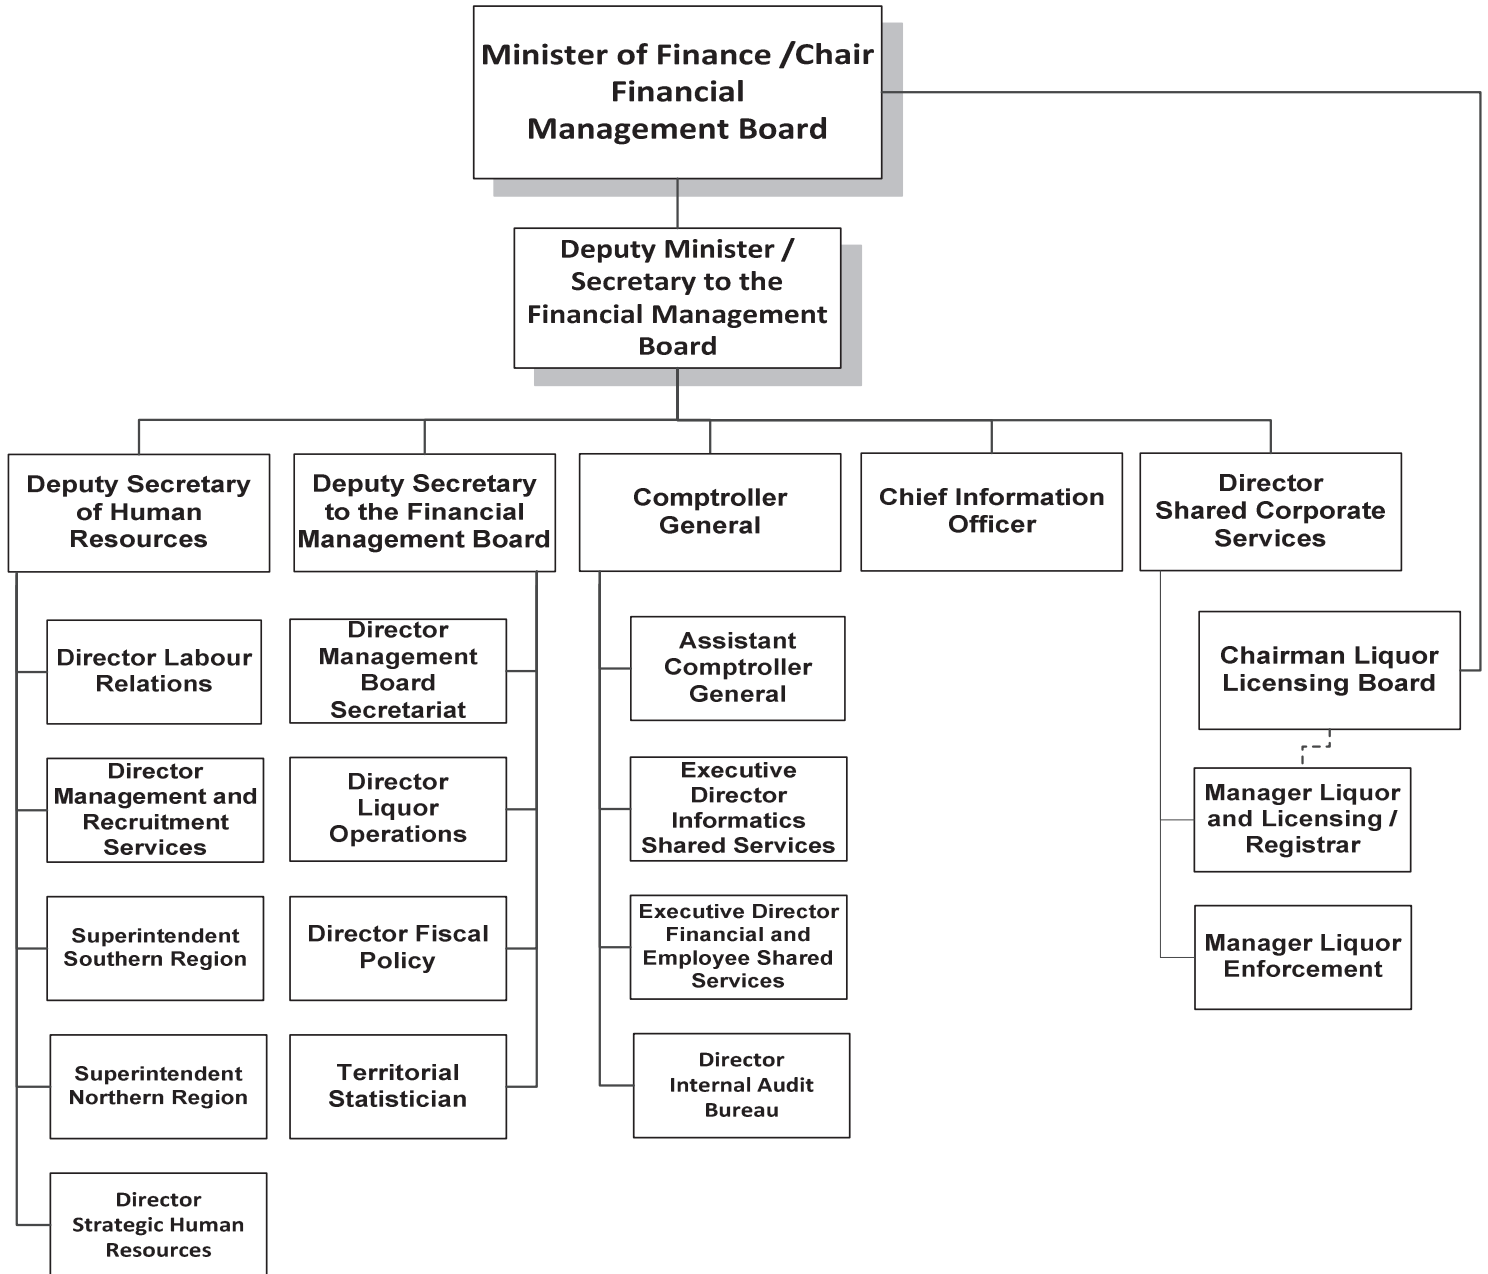 Minister of Finance /Chair
Financial
Management Board
Deputy Minister /
Secretary to the
Financial Management
Board
Deputy Secretary
of Human
Resources
Deputy Secretary
to the Financial
Management Board
Comptroller
General
Chief Information
Officer
Director
Shared Corporate
Services
Director Labour
Relations
Director
Management
Board
Secretariat
Assistant
Comptroller
General
Chairman Liquor
Licensing Board
Director
Management and
Recruitment
Services
Director
Liquor
Operations
Executive
Director
Informatics
Shared Services
Manager Liquor
and Licensing /
Registrar
Superintendent
Southern Region
Director Fiscal
Policy
Executive Director
Financial and
Employee Shared
Services
Manager Liquor
Enforcement
Superintendent
Northern Region
Territorial
Statistician
Director
Internal Audit
Bureau
Director
Strategic Human
Resources